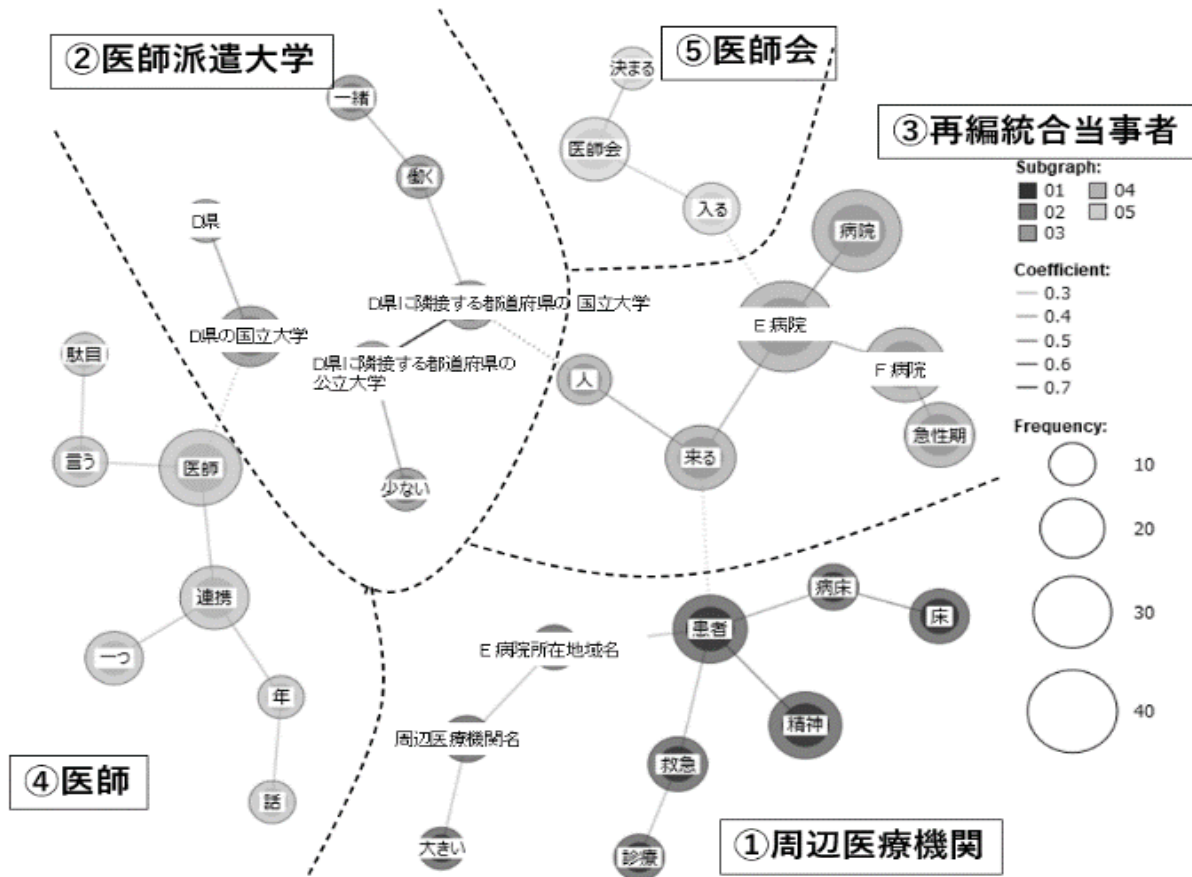 ②医師派遣大学
⑤医師会
決まる
一緒
医師会
③再編統合当事者
働く
入る
病院
Subgraph:
01 04
02 05
03
D県
Coefficient:
0.3
0.4
0.5
0.6
0.7
D県に隣接する都道府県の 国立大学
E 病院
D県の国立大学
駄目
D県に隣接する都道府県の
公立大学
F 病院
人
Frequency:
10
20
30
40
急性期
言う
医師
来る
少ない
連携
病床
床
患者
E 病院所在地域名
一つ
年
精神
周辺医療機関名
救急
④医師
話
大きい
診療
①周辺医療機関